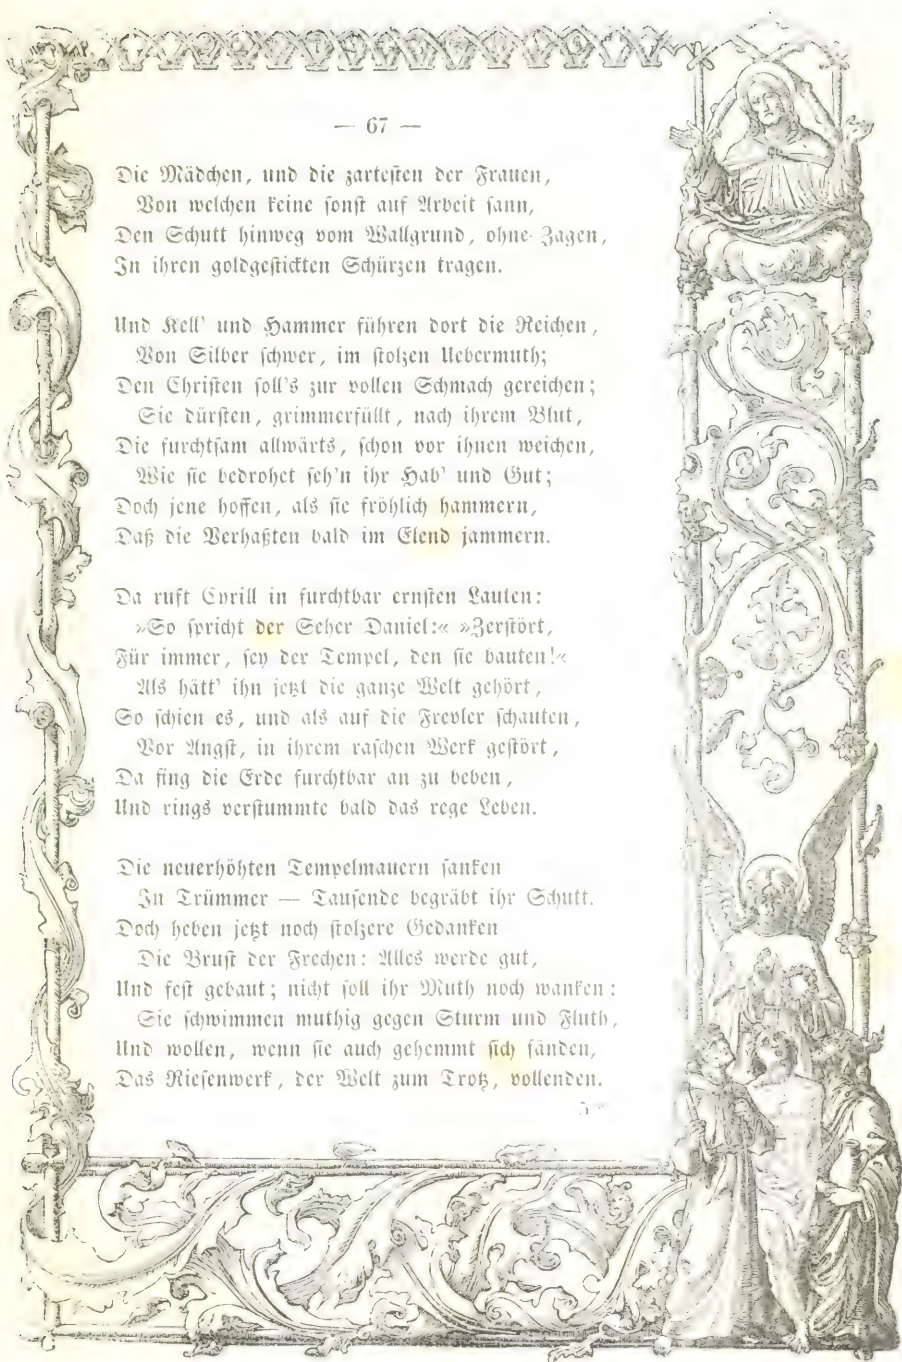 — 67 —
Die Mädchen, und die zartesten der Frauen,
Von welchen keine sonst auf Arbeit sann,
Den Schutt hinweg vom Wallgrund, ohne Zagen,
In ihren goldgestickten Schürzen tragen.
Und Kell' und Hammer führen dort die Reichen,
Von Silber schwer, im stolzen Uebermuth;
Den Christen soll's zur vollen Schmach gereichen;
Sie dürsten, grimmerfüllt, nach ihrem Blut,
Die furchtsam allwärts, schon vor ihnen weichen,
Wie sie bedrohet seh'n ihr Hab' und Gut;
Doch jene hoffen, als sie fröhlich hammern,
Daß die Verhaßten bald im Elend jammern.
Da ruft Cyrill in furchtbar ernsten Lauten:
»So spricht der Seher Daniel:« »Zerstört,
Für immer, sey der Tempel, den sie bauten!«
Als hätt' ihn jetzt die ganze Welt gehört,
So schien es, und als auf die Frevler schauten,
Vor Angst, in ihrem raschen Werk gestört,
Da fing die Erde furchtbar an zu beben,
Und rings verstummte bald das rege Leben.
Die neuerhöhten Tempelmauern sanken
In Trümmer — Tausende begräbt ihr Schutt.
Doch heben jetzt noch stolzere Gedanken
Die Brust der Frechen: Alles werde gut,
Und fest gebaut; nicht soll ihr Muth noch wanken:
Sie schwimmen muthig gegen Sturm und Fluth,
Und wollen, wenn sie auch gehemmt sich fänden,
Das Riesenwerk, der Welt zum Trotz, vollenden.
5 *